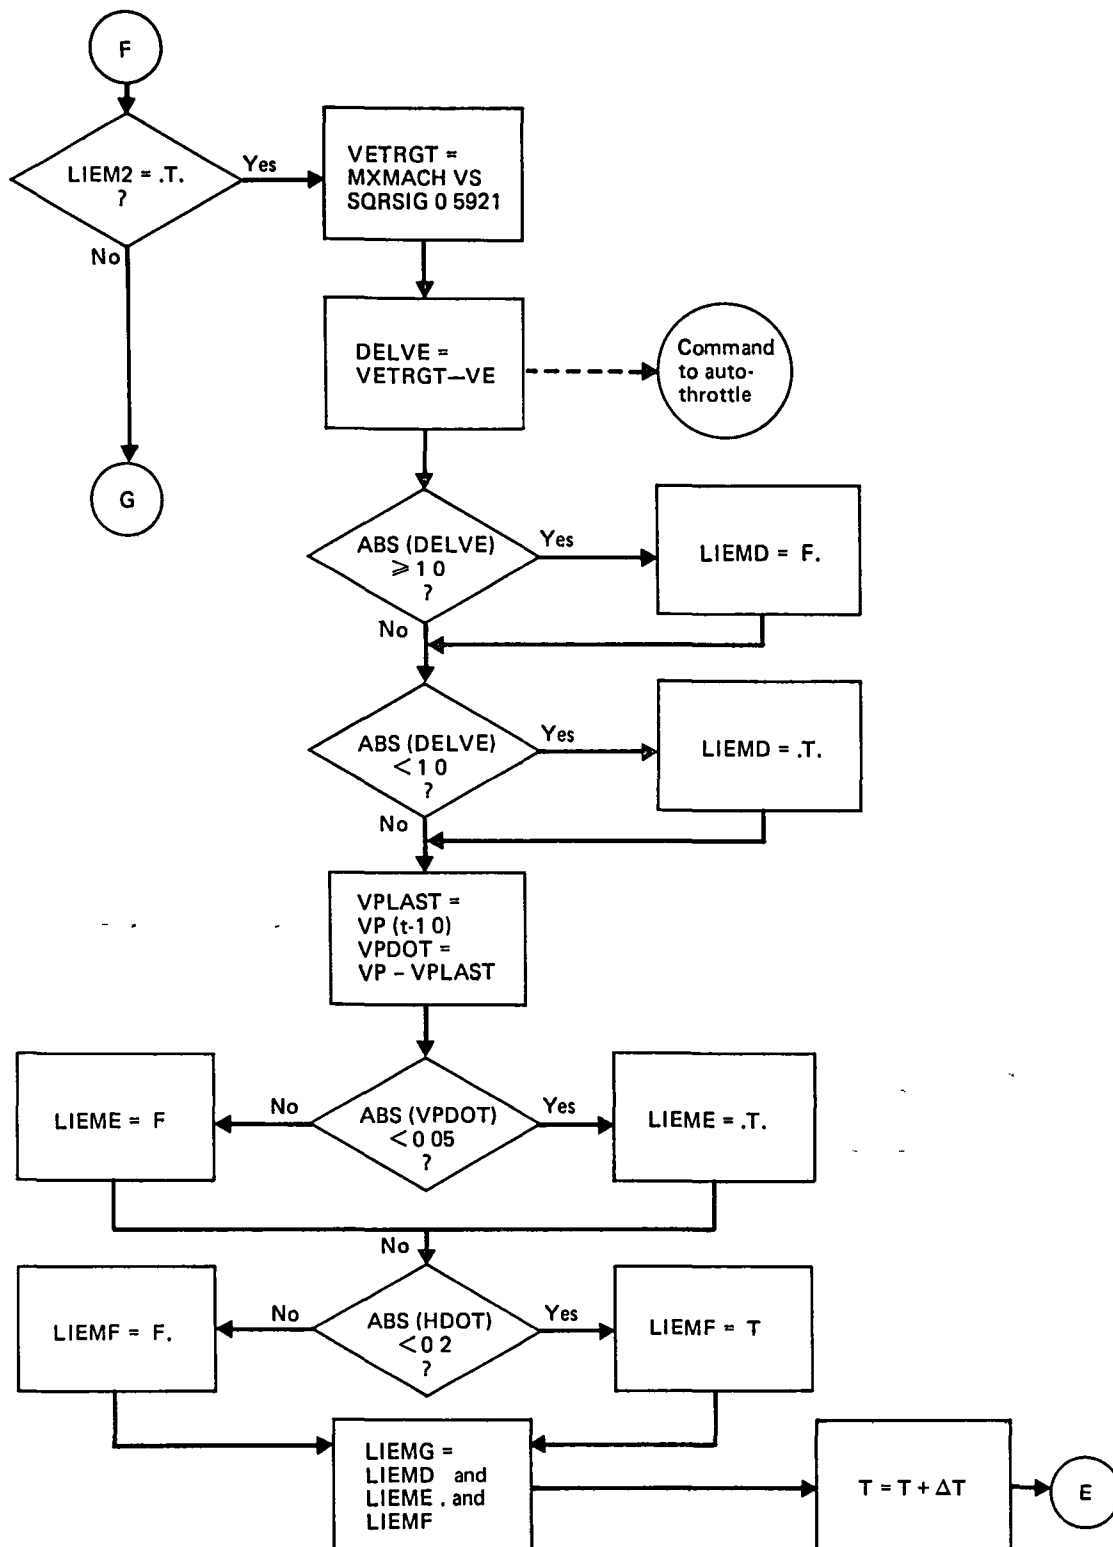 F
LIEM2 = .T.
?
Yes
No
VETRGT =
MXMACH VS
SQRSIG 0 5921
DELVE =
VETRGT—VE
Command
to auto-
throttle
G
ABS (DELVE)
⩾ 1 0
?
Yes
No
LIEMD = F.
ABS (DELVE)
< 1 0
?
Yes
No
LIEMD = .T.
VPLAST =
VP (t-1 0)
VPDOT =
VP – VPLAST
LIEME = F
No
ABS (VPDOT)
< 0 05
?
Yes
LIEME = .T.
No
LIEMF = F.
No
ABS (HDOT)
< 0 2
?
Yes
LIEMF = T
LIEMG =
LIEMD and
LIEME . and
LIEMF
T = T + ΔT
E